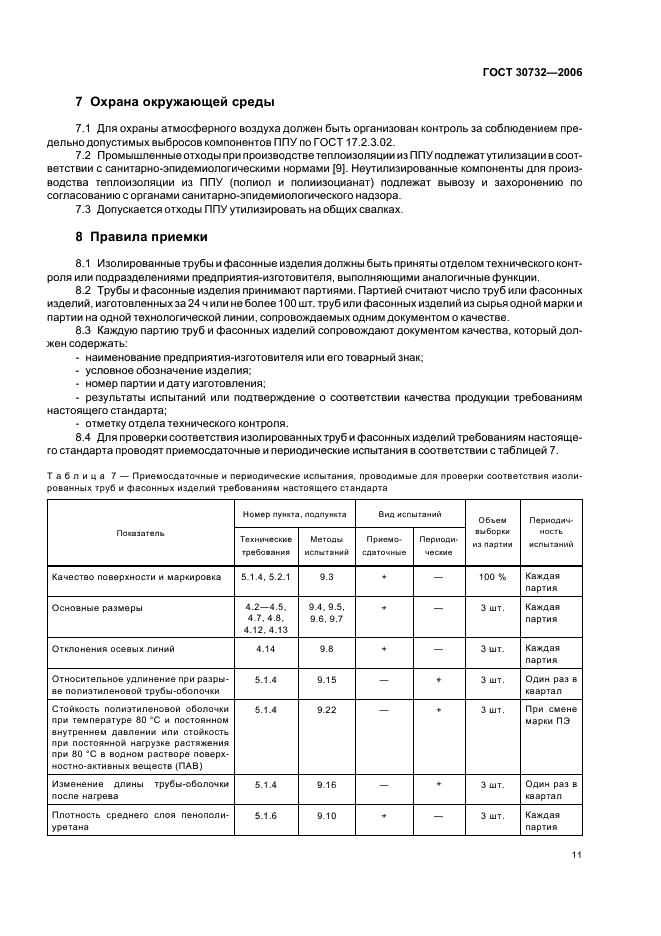 ГОСТ 30732—2006
7 Охрана окружающей среды
7.1 Для охраны атмосферного воздуха должен быть организован контроль за соблюдением пре-
дельно допустимых выбросов компонентов ППУ по ГОСТ 17.2.3.02.
7.2 Промышленные отходы при производстве теплоизоляции из ППУ подлежат утилизации в соот-
ветствии с санитарно-эпидемиологическими нормами [9]. Неутилизированные компоненты для произ-
водства теплоизоляции из ППУ (полиол и полиизоцианат) подлежат вывозу и захоронению по
согласованию с органами санитарно-эпидемиологического надзора.
7.3 Допускается отходы ППУ утилизировать на общих свалках.
8 Правила приемки
8.1 Изолированные трубы и фасонные изделия должны быть приняты отделом технического конт-
роля или подразделениями предприятия-изготовителя, выполняющими аналогичные функции.
8.2 Трубы и фасонные изделия принимают партиями. Партией считают число труб или фасонных
изделий, изготовленных за 24 ч или не более 100 шт. труб или фасонных изделий из сырья одной марки и
партии на одной технологической линии, сопровождаемых одним документом о качестве.
8.3 Каждую партию труб и фасонных изделий сопровождают документом качества, который дол-
жен содержать:
- наименование предприятия-изготовителя или его товарный знак;
- условное обозначение изделия;
- номер партии и дату изготовления;
- результаты испытаний или подтверждение о соответствии качества продукции требованиям
настоящего стандарта;
- отметку отдела технического контроля.
8.4 Для проверки соответствия изолированных труб и фасонных изделий требованиям настояще-
го стандарта проводят приемосдаточные и периодические испытания в соответствии с таблицей 7.
Таблица 7 — Приемосдаточные и периодические испытания, проводимые для проверки соответствия изоли-
рованных труб и фасонных изделий требованиям настоящего стандарта
Показатель
Номер пункта, подпункта
Вид испытаний
Объем
выборки
из партии
Периодич-
ность
испытаний
Технические
требования
Методы
испытаний
Приемо-
сдаточные
Периоди-
ческие
Качество поверхности и маркировка 5.1.4, 5.2.1 9.3 + — 100 % Каждая
партия
Основные размеры 4.2—4.5, 9.4, 9.5, + — 3 шт. Каждая
4.7, 4.8, 9.6, 9.7 партия
4.12, 4.13
Отклонения осевых линий 4.14 9.8 + — 3 шт. Каждая
партия
Относительное удлинение при разры- 5.1.4 9.15 — + 3 шт. Один раз в
ве полиэтиленовой трубы-оболочки квартал
Стойкость полиэтиленовой оболочки 5.1.4 9.22 — + 3 шт. При смене
при температуре 80 °С и постоянном марки ПЭ
внутреннем давлении или стойкость
при постоянной нагрузке растяжения
при 80 °С в водном растворе поверх-
ностно-активных веществ (ПАВ)
Изменение длины трубы-оболочки 5.1.4 9.16 — + 3 шт. Один раз в
после нагрева квартал
Плотность среднего слоя пенополи- 5.1.6 9.10 + — 3 шт. Каждая
уретана партия
11